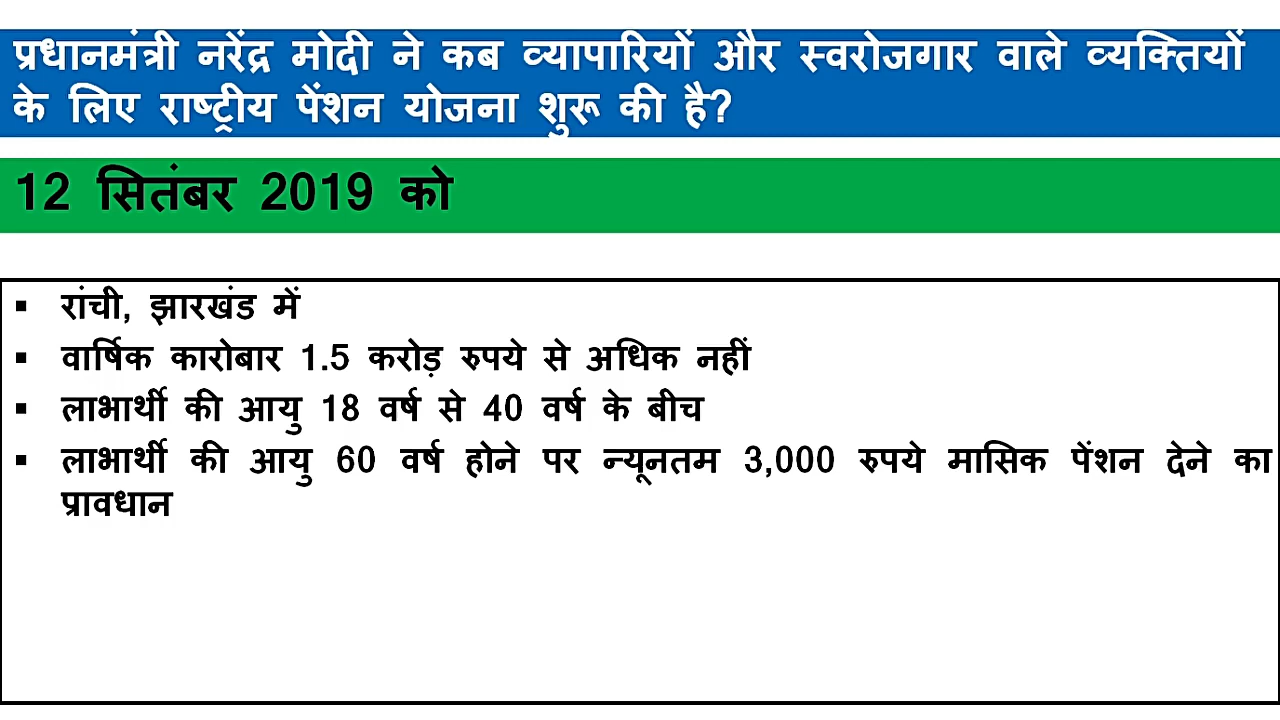 प्रधानमंत्री नरेंद्र मोदी ने कब व्यापारियों और स्वरोजगार वाले व्यक्तियों
के लिए राष्ट्रीय पेंशन योजना शुरू की है?
12 सितंबर 2019 को
▪ रांची, झारखंड में
▪ वार्षिक कारोबार 1.5 करोड़ रुपये से अधिक नहीं
▪ लाभार्थी की आयु 18 वर्ष से 40 वर्ष के बीच
▪ लाभार्थी की आयु 60 वर्ष होने पर न्यूनतम 3,000 रुपये मासिक पेंशन देने का
प्रावधान